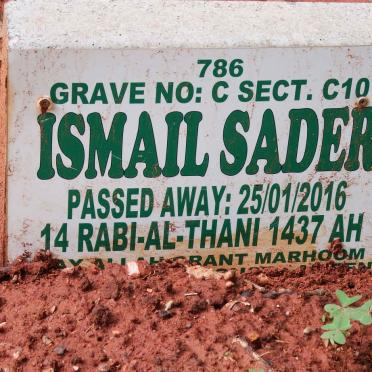 786
GRAVE NO: C SECT. C10
ISMAIL SADER
PASSED AWAY: 25/01/2016
14 RABI-AL-THANI 1437 AH
ALLAH GRANT MARHOOM